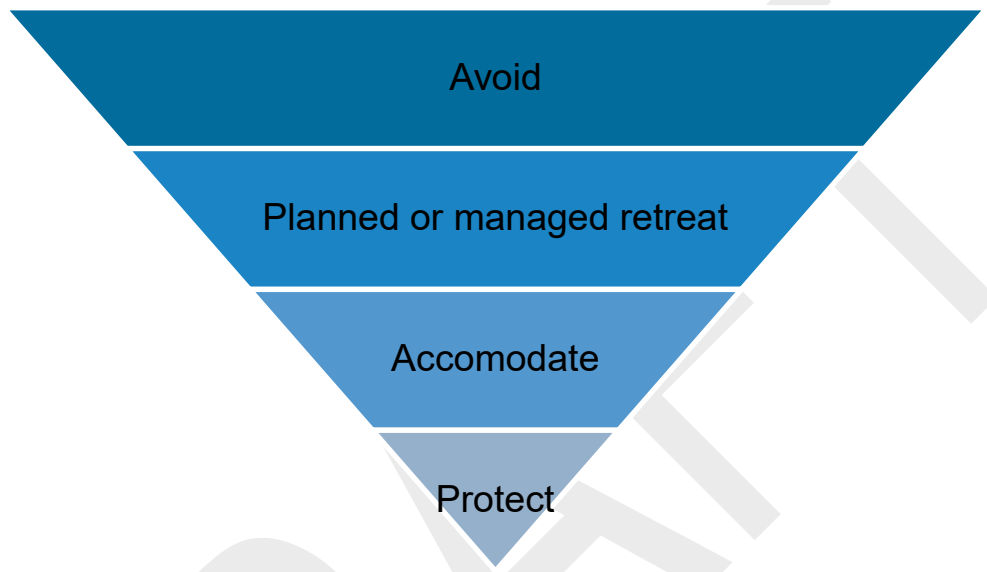 Avoid
Planned or managed retreat
Accomodate
Protect